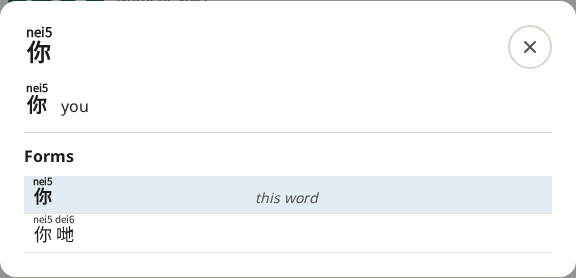 nei5
你
nei5
你 you
Forms
nei5
你 this word
nei5 dei6
你 哋